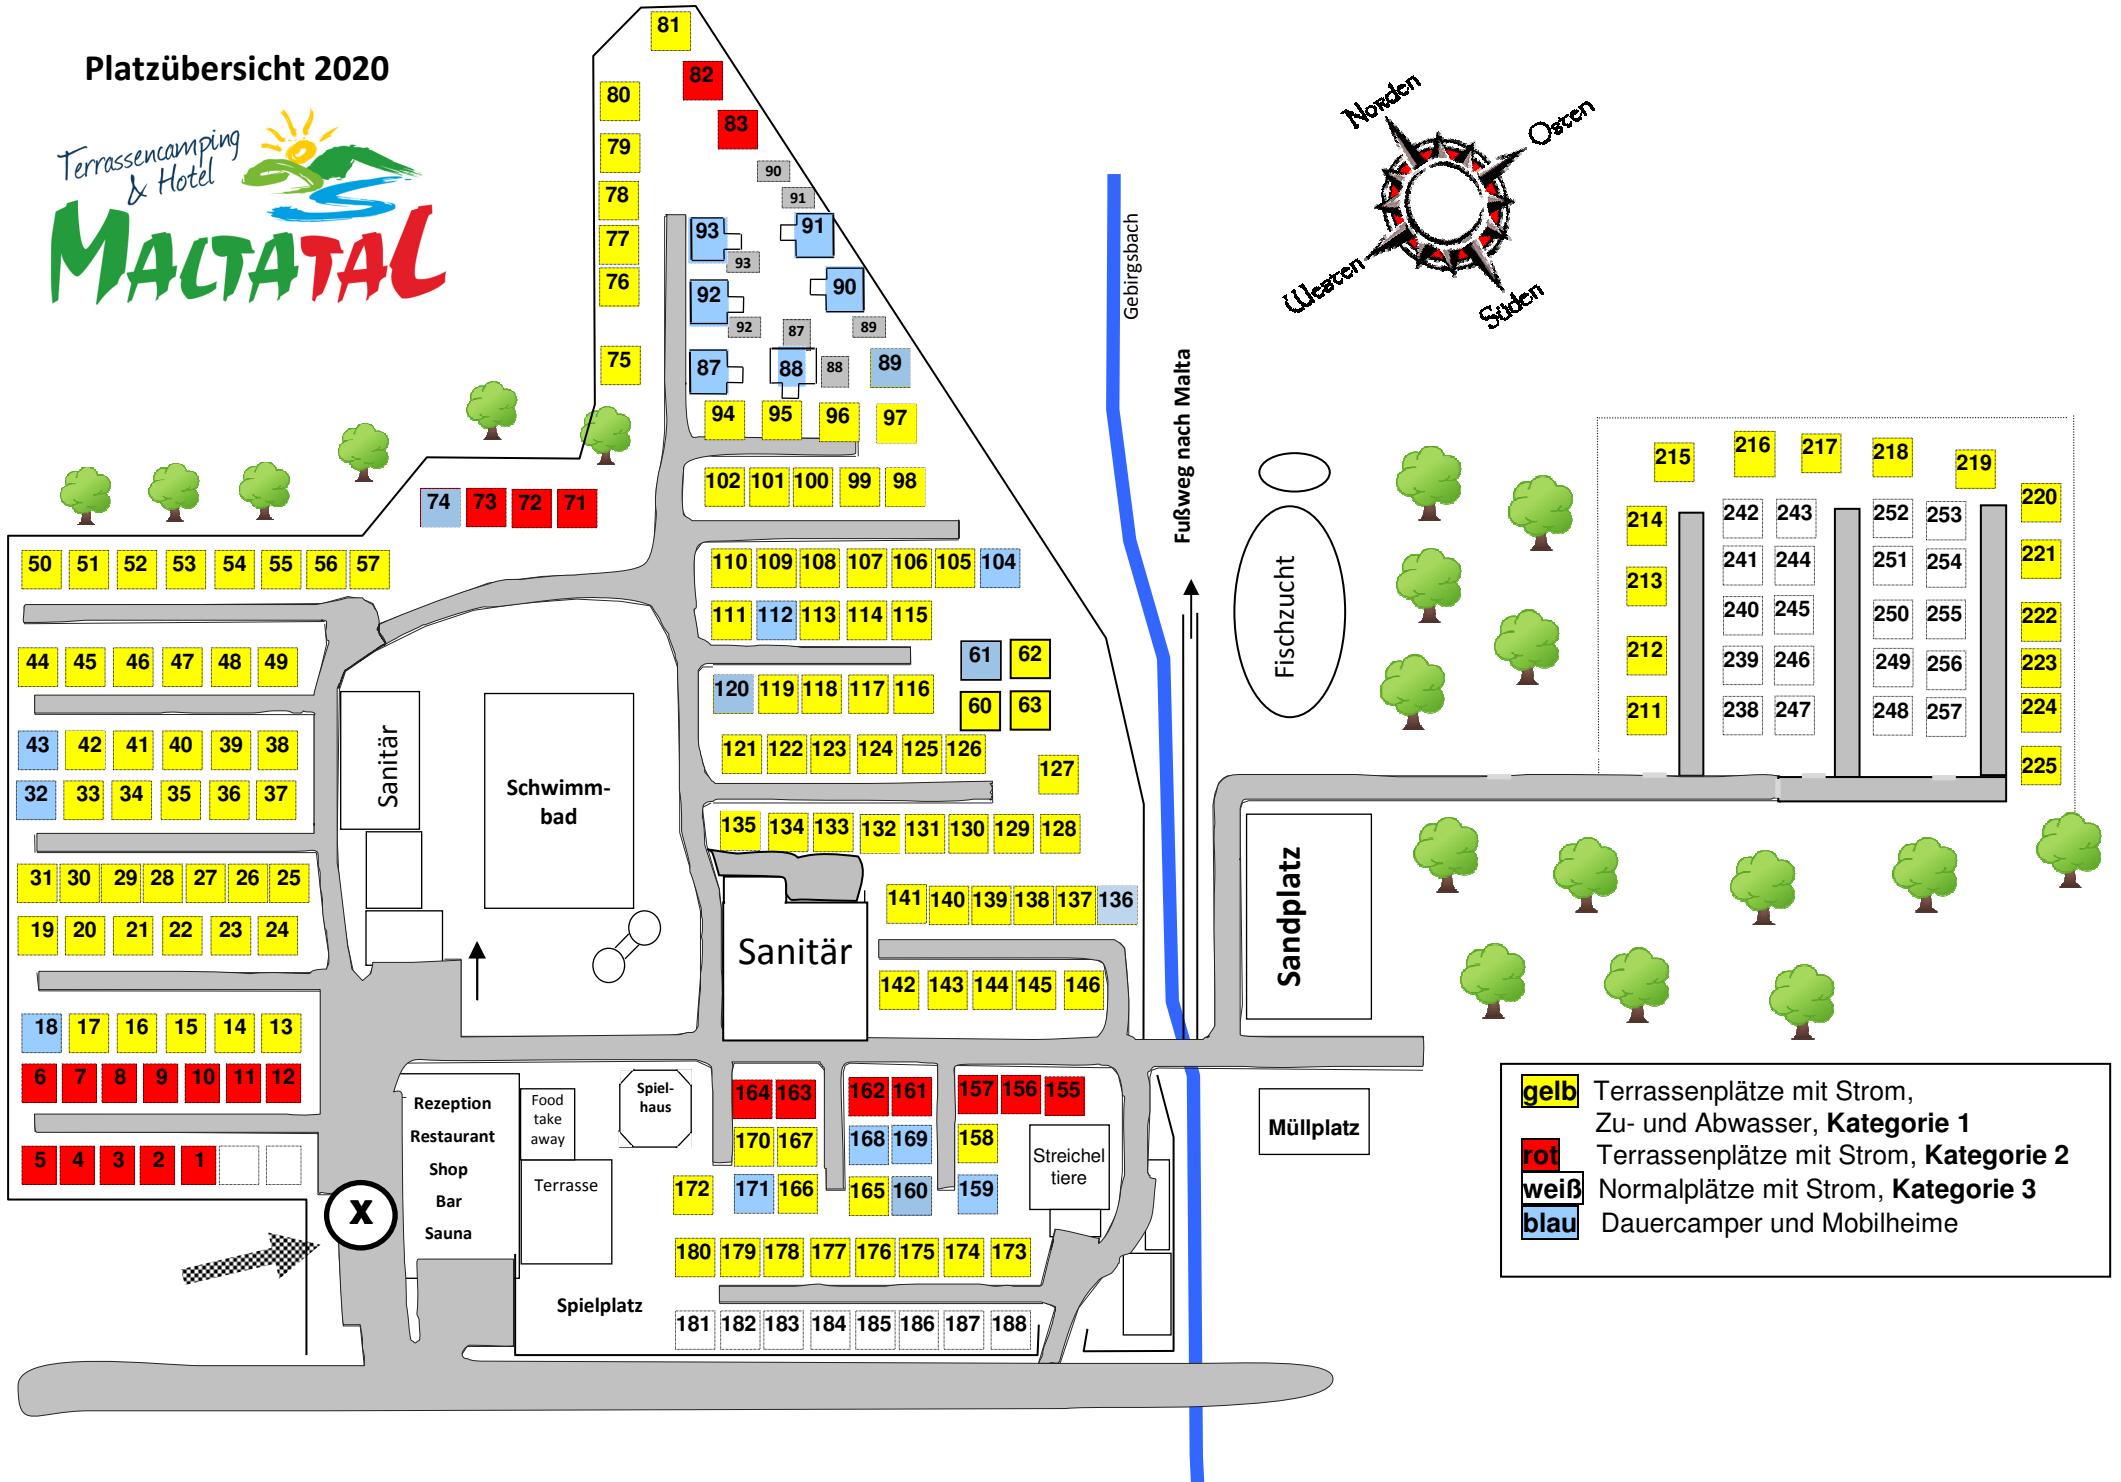 Platzübersicht 2020
Terrassencamping
& Hotel
MALTATAL
81
82
80
83
79
90
78
91
93 91
77
93
76 92 90
92 87 89
75 87 88 88 89
94 95 96 97
102 101 100 99 98
74 73 72 71
50 51 52 53 54 55 56 57
110 109 108 107 106 105 104
111 112 113 114 115
61 62
44 45 46 47 48 49
120 119 118 117 116
60 63
43 42 41 40 39 38
121 122 123 124 125 126
127
32 33 34 35 36 37
135 134 133 132 131 130 129 128
31 30 29 28 27 26 25
141 140 139 138 137 136
19 20 21 22 23 24
142 143 144 145 146
18 17 16 15 14 13
6 7 8 9 10 11 12
5 4 3 2 1
Sanitär
Schwimm-
bad
Sanitär
X
Rezeption
Restaurant
Shop
Bar
Sauna
Food
take
away
Terrasse
Spiel-
haus
Spielplatz
164 163 162 161 157 156 155
170 167 168 169 158
172 171 166 165 160 159
180 179 178 177 176 175 174 173
181 182 183 184 185 186 187 188
Streichel
tiere
Gebirgsbach
Fußweg nach Malta
Fischzucht
Sandplatz
Müllplatz
Norden
Osten
Westen
Süden
215 216 217 218 219
220
214 242 243 252 253
221
213 241 244 251 254
222
240 245 250 255
212 239 246 249 256 223
211 238 247 248 257 224
225
gelb Terrassenplätze mit Strom,
Zu- und Abwasser, Kategorie 1
rot Terrassenplätze mit Strom, Kategorie 2
weiß Normalplätze mit Strom, Kategorie 3
blau Dauercamper und Mobilheime